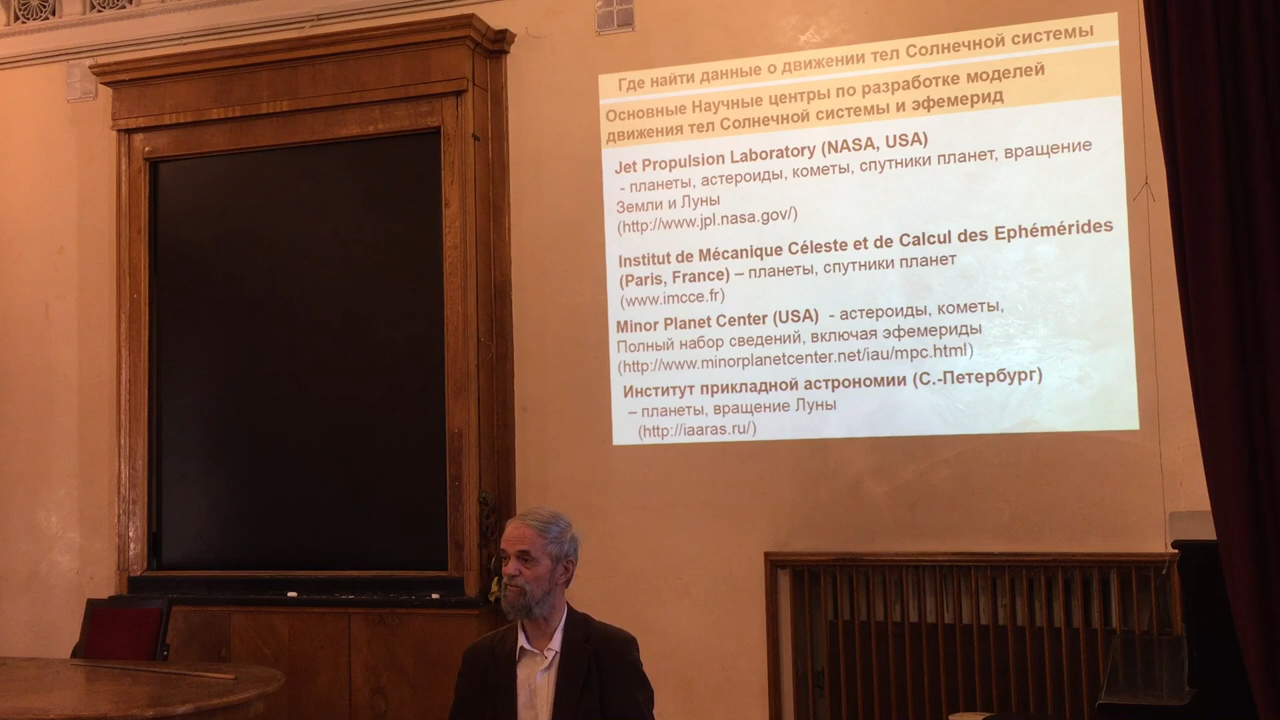 Где найти данные о движении тел Солнечной системы
Основные Научные центры по разработке моделей
движения тел Солнечной системы и эфемерид
Jet Propulsion Laboratory (NASA, USA)
- планеты, астероиды, кометы, спутники планет, вращение
Земли и Луны
(http://www.jpl.nasa.gov/)
Institut de Mécanique Céleste et de Calcul des Ephémérides
(Paris, France) – планеты, спутники планет
(www.imcce.fr)
Minor Planet Center (USA) - астероиды, кометы,
Полный набор сведений, включая эфемериды
(http://www.minorplanetcenter.net/iau/mpc.html)
Институт прикладной астрономии (С.-Петербург)
– планеты, вращение Луны
(http://iaaras.ru/)